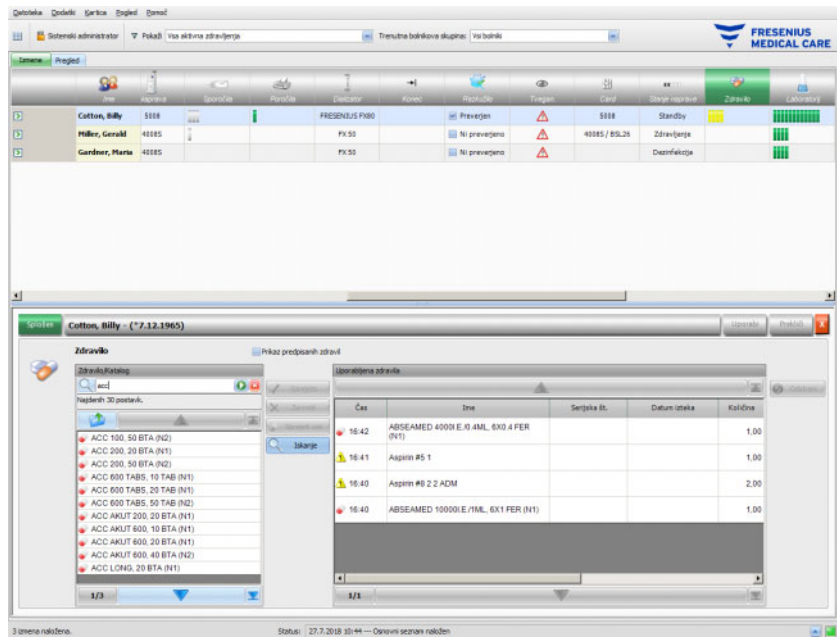 Datoteka Dodatki Kartica Pogled Pomoč
Sistemski administrator Pokaži Vsa aktivna zdravljenja Trenutna bolnikova skupina: Vsi bolniki
FRESENIUS
MEDICAL CARE
Izmene Pregled
Ime Naprava Sporočila Poročila Dializator Konec Razkužilo Tvegan Card Stanje naprave Zdravilo Laboratorij
Cotton, Billy 5008 FRESENIUS FX80 Preverjen 5008 Standby
Miller, Gerald 4008S FX 50 Ni preverjeno 4008S / BSL26 Zdravljenje
Gardner, Maria 4008S FX 50 Ni preverjeno Dezinfekcija
Splošen Cotton, Billy - (*7.12.1965) Uporabi Prekliči X
Zdravilo Prikaz predpisanih zdravil
Zdravilo/Katalog Uporabljena zdravila
acc
Najdenih 30 postavk.
Iskanje
Čas Ime Serijska št. Datum izteka Količina
16:42 ABSEAMED 4000I.E./0.4ML, 6X0.4 FER (N1) 1,00
16:41 Aspirin #5 1 1,00
16:40 Aspirin #8 2 2 ADM 2,00
16:40 ABSEAMED 10000I.E./1ML, 6X1 FER (N1) 1,00
ACC 100, 50 BTA (N2)
ACC 200, 20 BTA (N1)
ACC 200, 50 BTA (N2)
ACC 600 TABS, 10 TAB (N1)
ACC 600 TABS, 20 TAB (N1)
ACC 600 TABS, 50 TAB (N2)
ACC AKUT 200, 20 BTA (N1)
ACC AKUT 600, 10 BTA (N1)
ACC AKUT 600, 20 BTA (N1)
ACC AKUT 600, 40 BTA (N2)
ACC LONG, 20 BTA (N1)
1/3 1/1
3 izmena naložena. Status: 27.7.2018 10:44 --- Osnovni seznam naložen